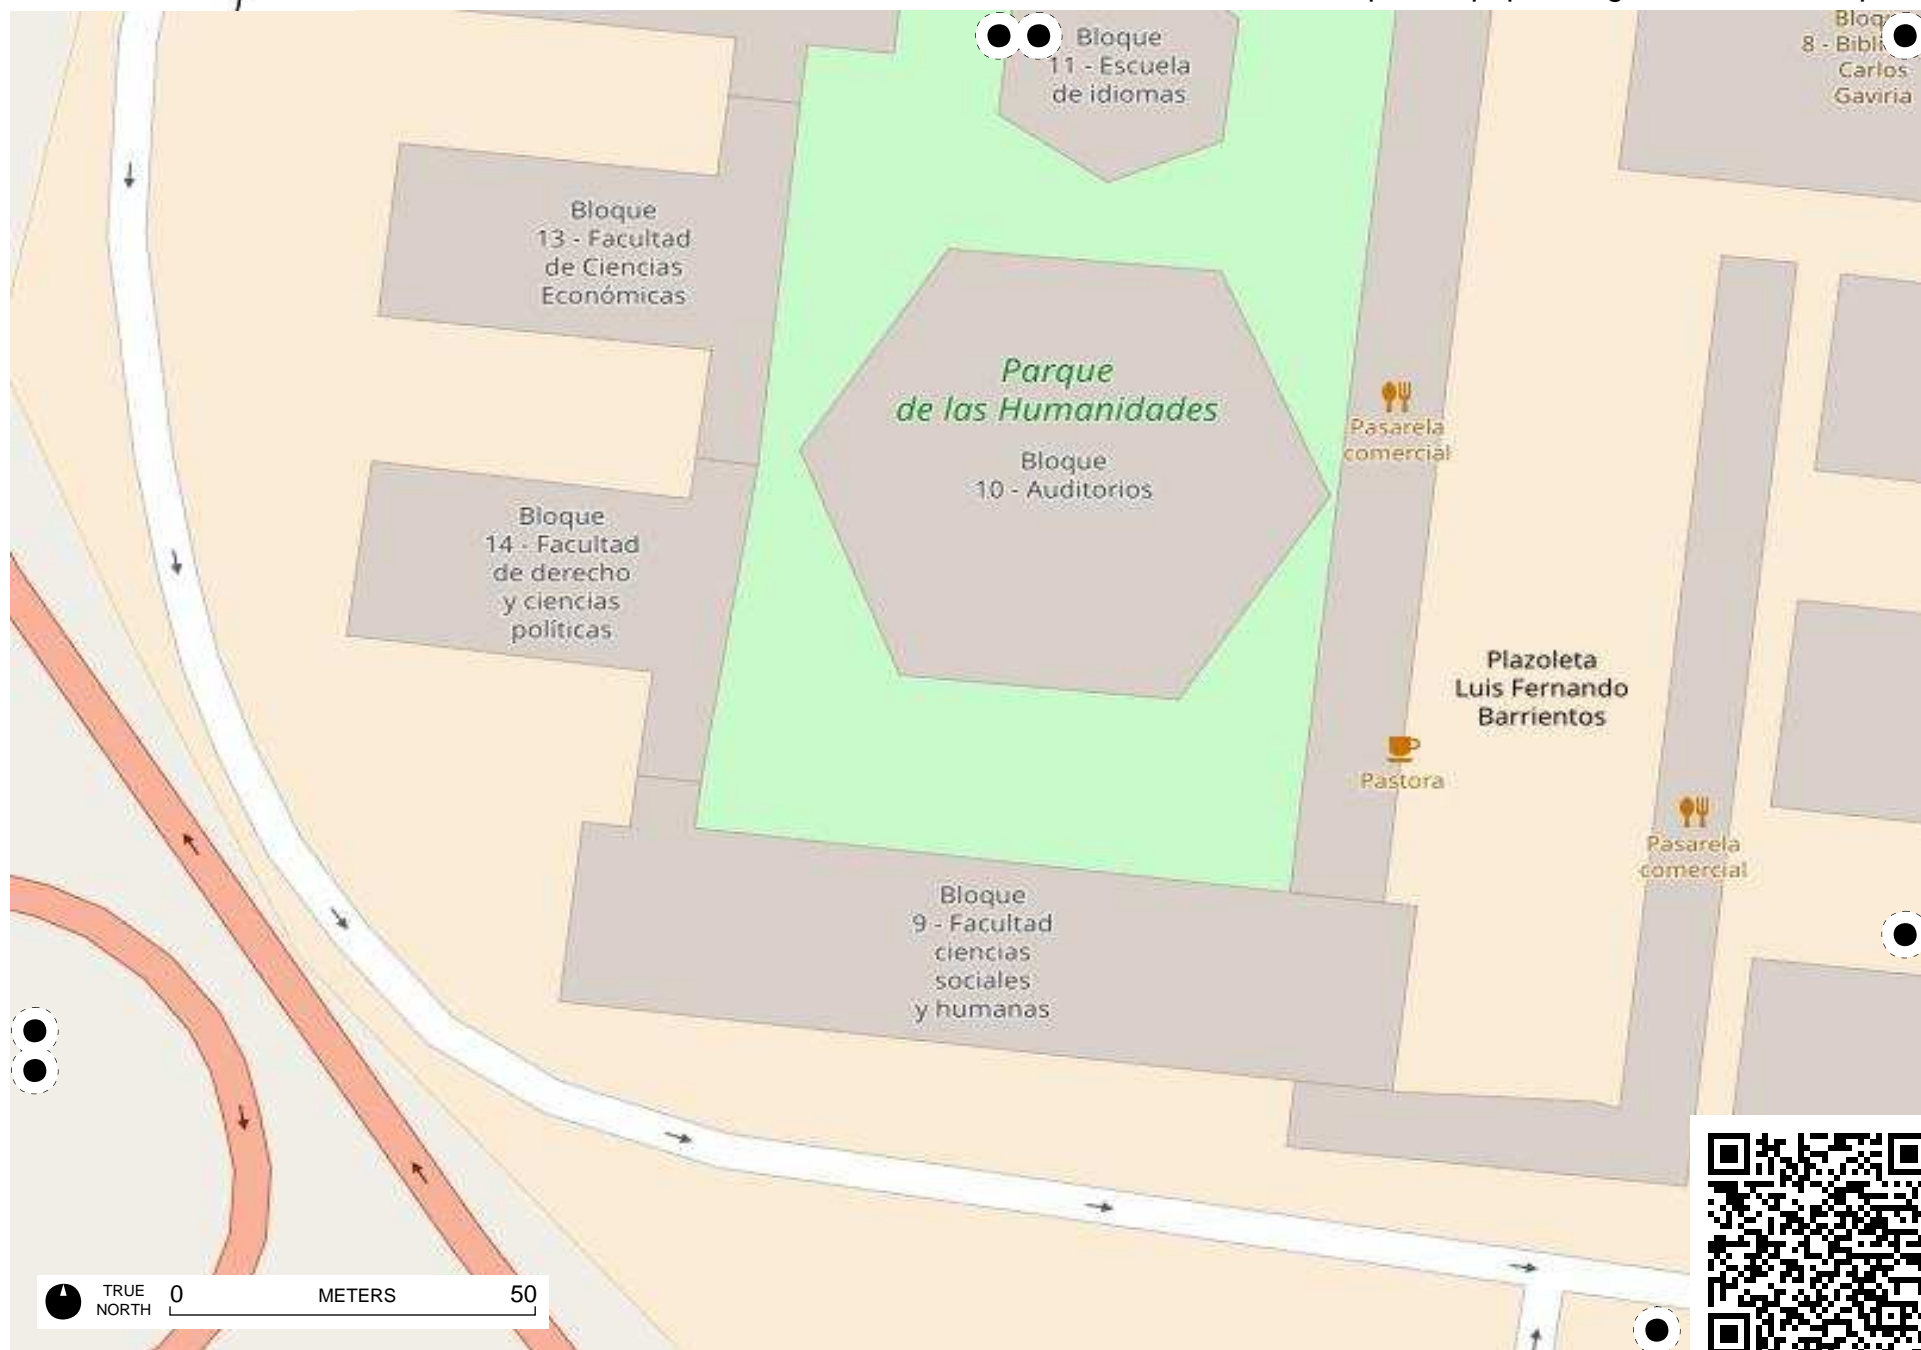 Bloque
11 - Escuela
de idiomas
Carlos
Gaviria
Bloque
13 - Facultad
de Ciencias
Económicas
Parque
de las Humanidades
Bloque
10 - Auditorios
Pasarela
comercial
Bloque
14 - Facultad
de derecho
y ciencias
políticas
Plazoleta
Luis Fernando
Barrientos
Pastora
Pasarela
comercial
Bloque
9 - Facultad
ciencias
sociales
y humanas
TRUE
NORTH
0 METERS 50